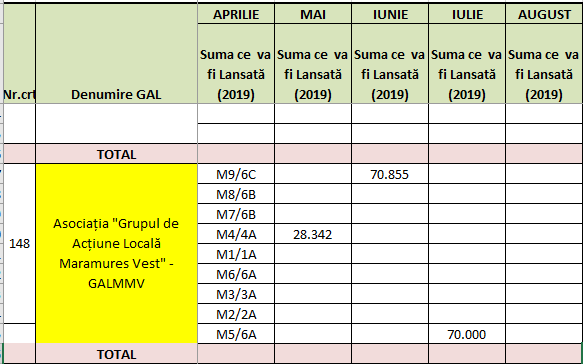 APRILIE MAI IUNIE IULIE AUGUST
Nr.crt Denumire GAL Suma ce va fi Lansată (2019) Suma ce va fi Lansată (2019) Suma ce va fi Lansată (2019) Suma ce va fi Lansată (2019) Suma ce va fi Lansată (2019)
TOTAL
148 Asociația "Grupul de Acțiune Locală Maramures Vest" - GALMMV
M9/6C 70.855
M8/6B
M7/6B
M4/4A 28.342
M1/1A
M6/6A
M3/3A
M2/2A
M5/6A 70.000
TOTAL